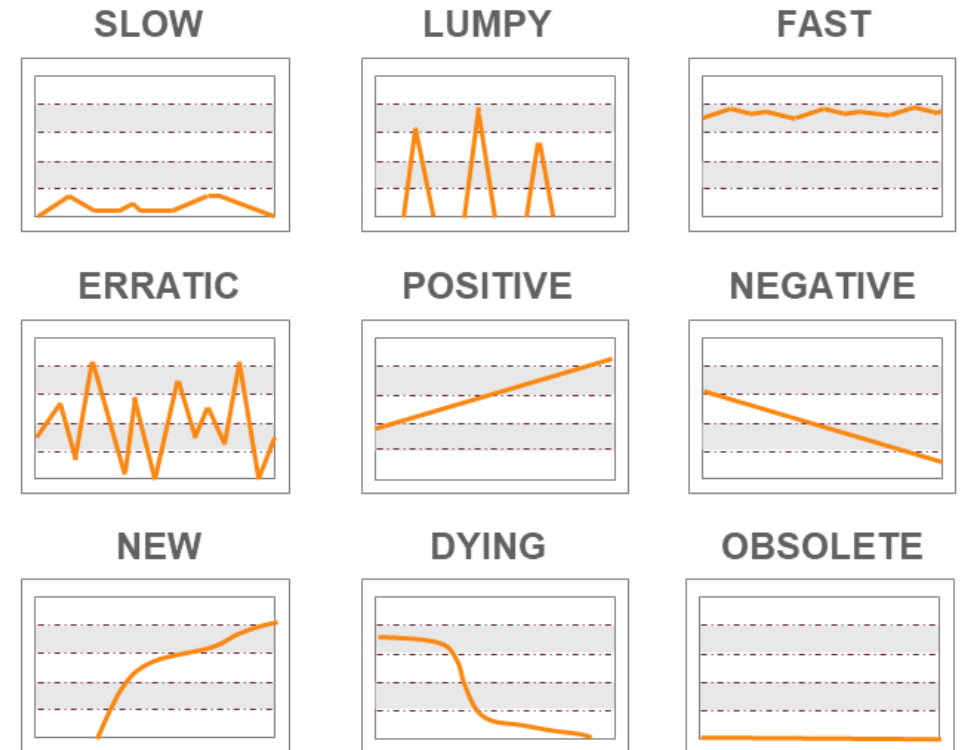 SLOW
LUMPY
FAST
ERRATIC
POSITIVE
NEGATIVE
NEW
DYING
OBSOLETE